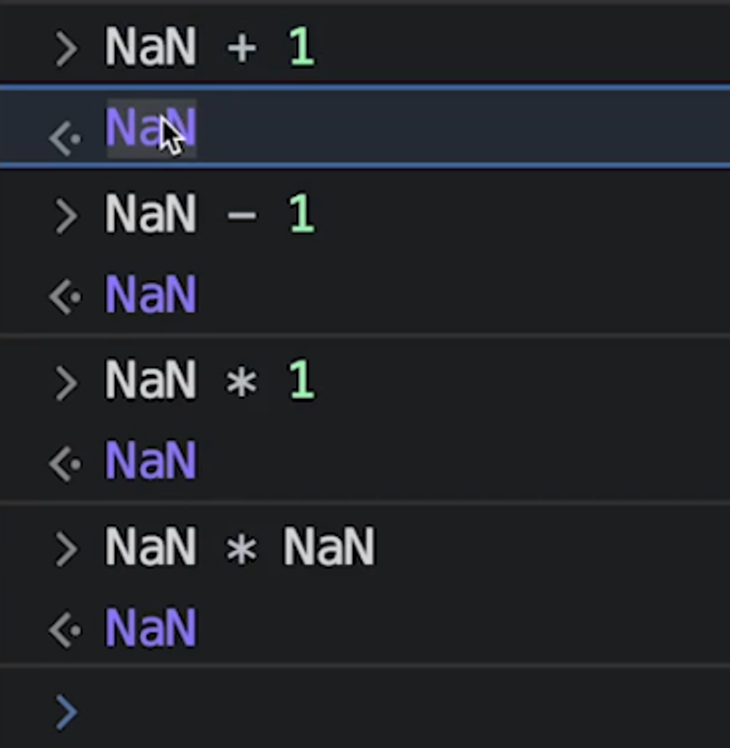 > NaN + 1
<· NaN
> NaN - 1
<· NaN
> NaN * 1
<· NaN
> NaN * NaN
<· NaN
>